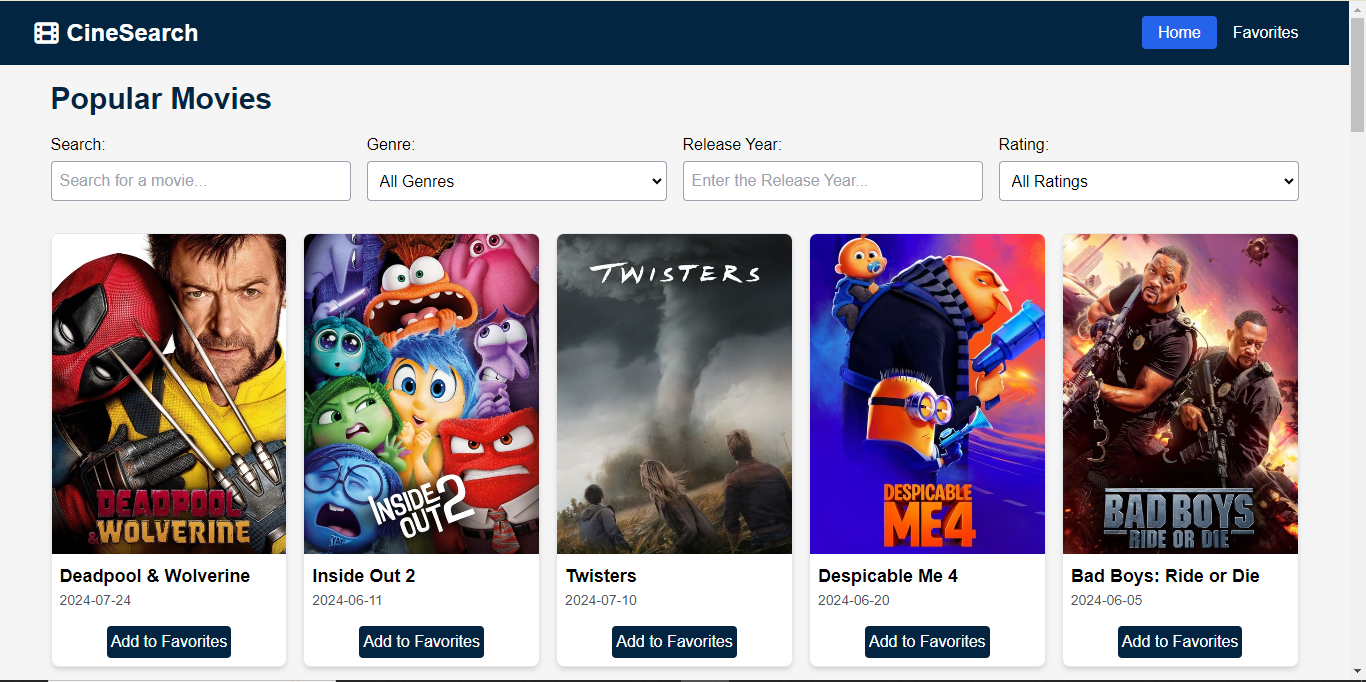 CineSearch
Home Favorites
Popular Movies
Search: Genre: Release Year: Rating:
Search for a movie... All Genres Enter the Release Year... All Ratings
TWISTERS
DEADPOOL
& WOLVERINE
INSIDE
OUT 2
DESPICABLE
ME4
BAD BOYS
RIDE OR DIE
Deadpool & Wolverine Inside Out 2 Twisters Despicable Me 4 Bad Boys: Ride or Die
2024-07-24 2024-06-11 2024-07-10 2024-06-20 2024-06-05
Add to Favorites Add to Favorites Add to Favorites Add to Favorites Add to Favorites